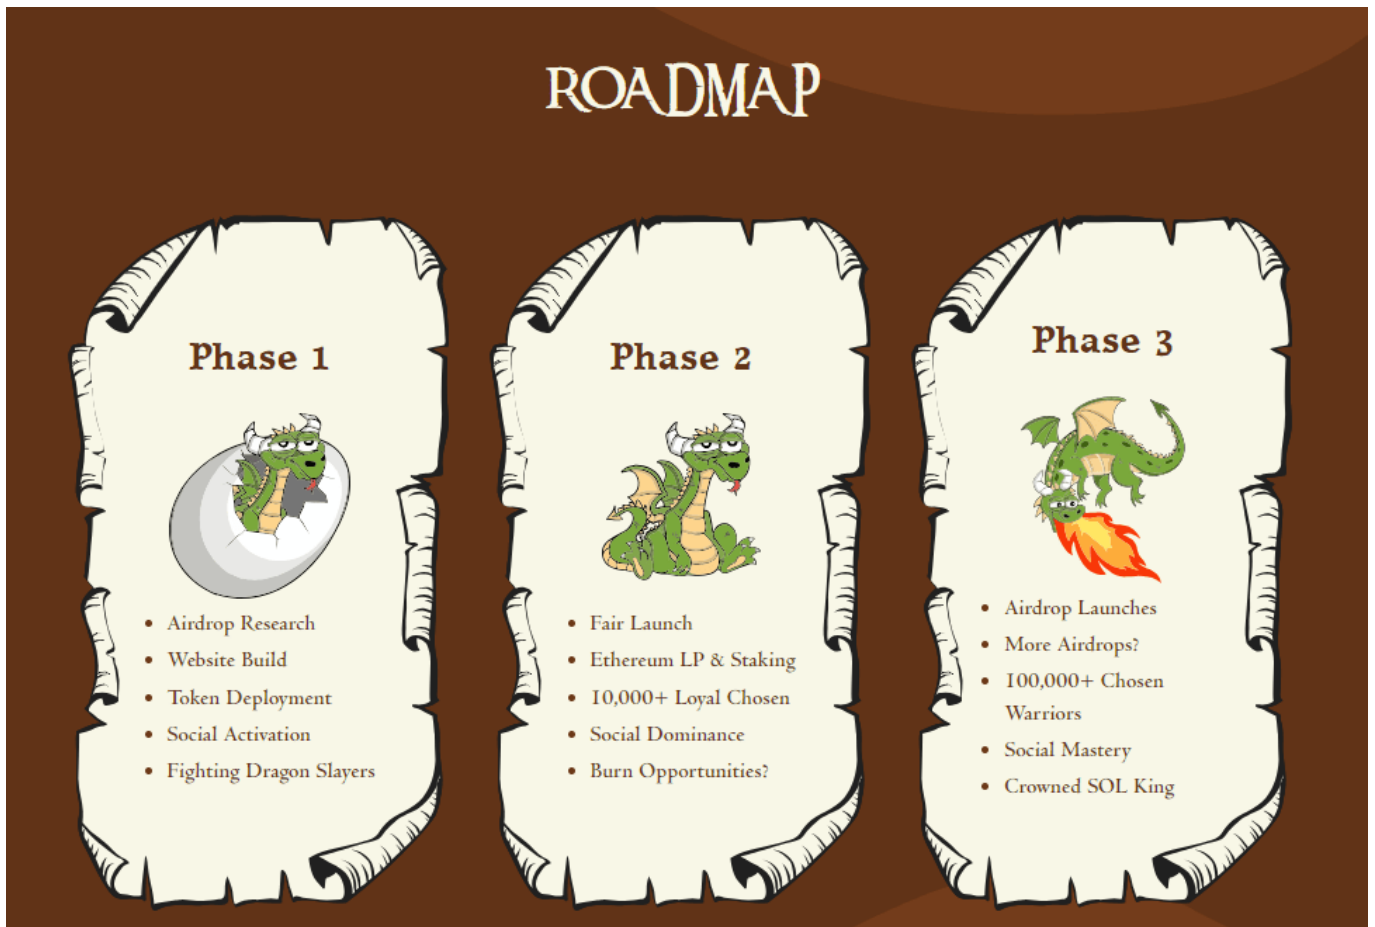 ROADMAP
Phase 1
Airdrop Research
Website Build
Token Deployment
Social Activation
Fighting Dragon Slayers
Phase 2
Fair Launch
Ethereum LP & Staking
10,000+ Loyal Chosen
Social Dominance
Burn Opportunities?
Phase 3
Airdrop Launches
More Airdrops?
100,000+ Chosen
Warriors
Social Mastery
Crowned SOL King